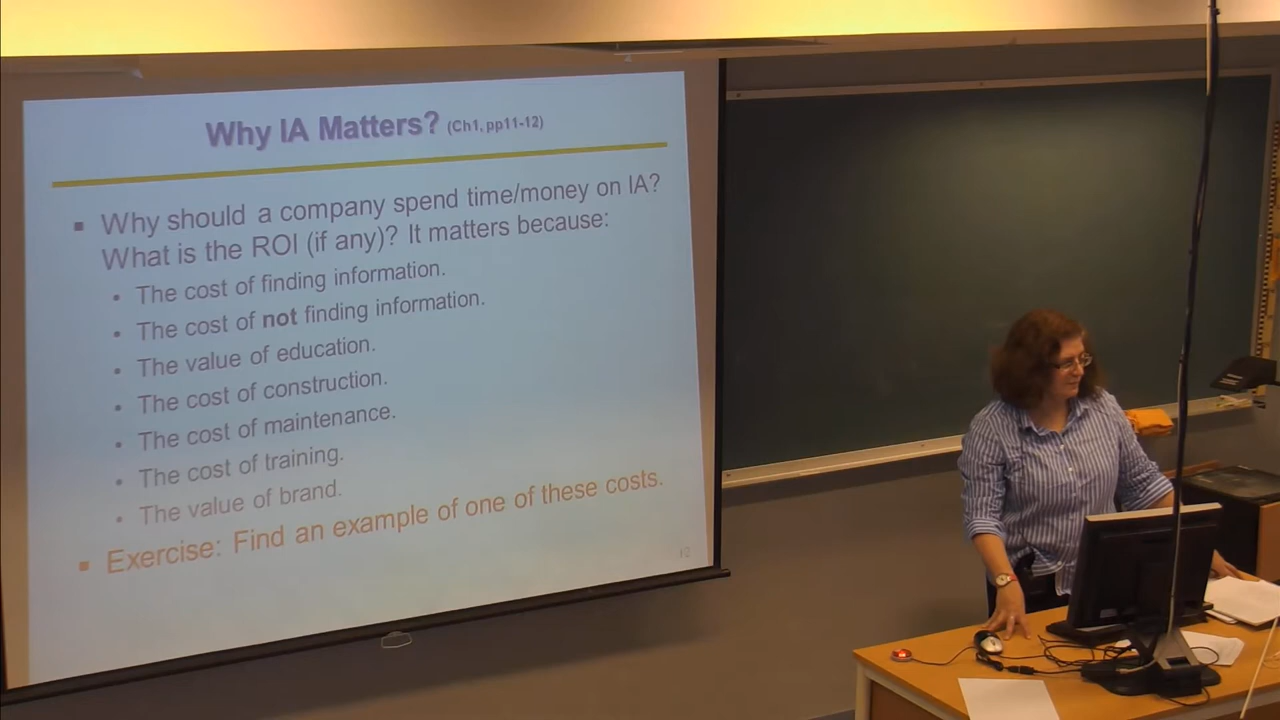 Why IA Matters? (Ch1, pp11-12)
▪ Why should a company spend time/money on IA?
What is the ROI (if any)? It matters because:
• The cost of finding information.
• The cost of not finding information.
• The value of education.
• The cost of construction.
• The cost of maintenance.
• The cost of training.
• The value of brand.
▪ Exercise: Find an example of one of these costs.
12